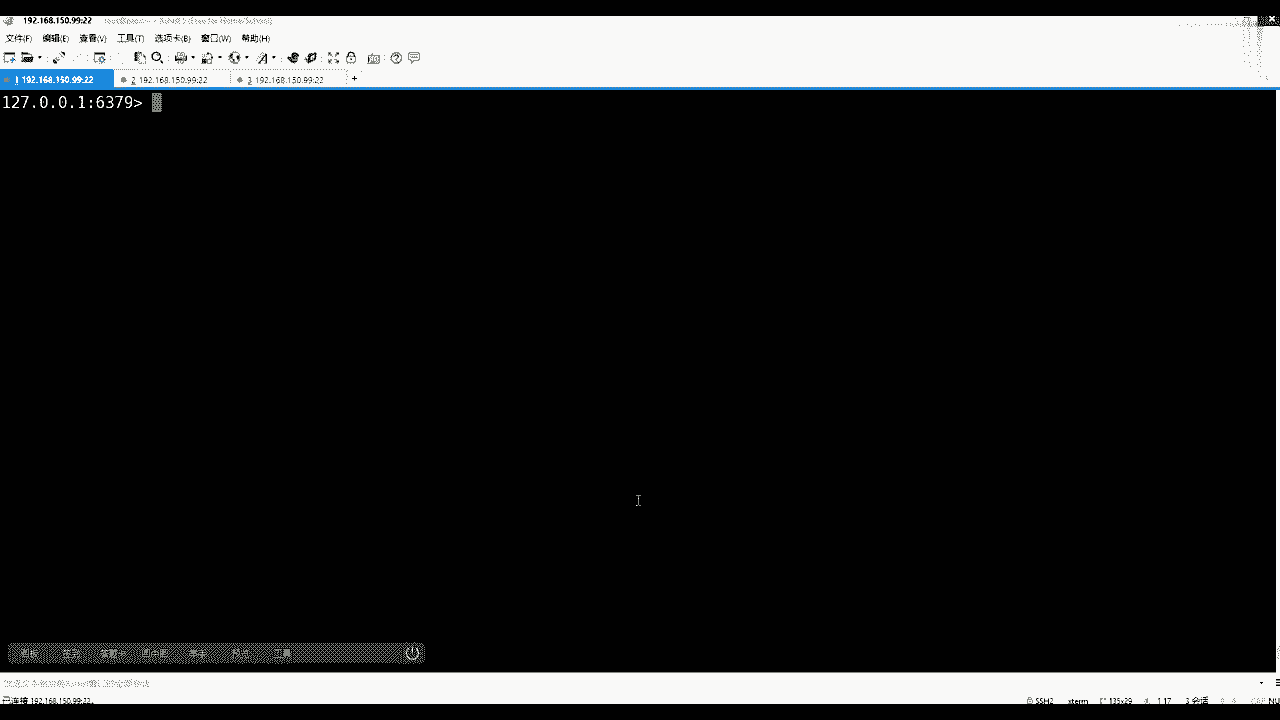 192.168.150.99:22
文件(F) 编辑(E) 查看(V) 工具(T) 选项卡(B) 窗口(W) 帮助(H)
1 192.168.150.99:22 2 192.168.150.99:22 3 192.168.150.99:22 +
127.0.0.1:6379>
工具
已连接 192.168.150.99:22。 SSH2 xterm 135x29 1,17 3 会话